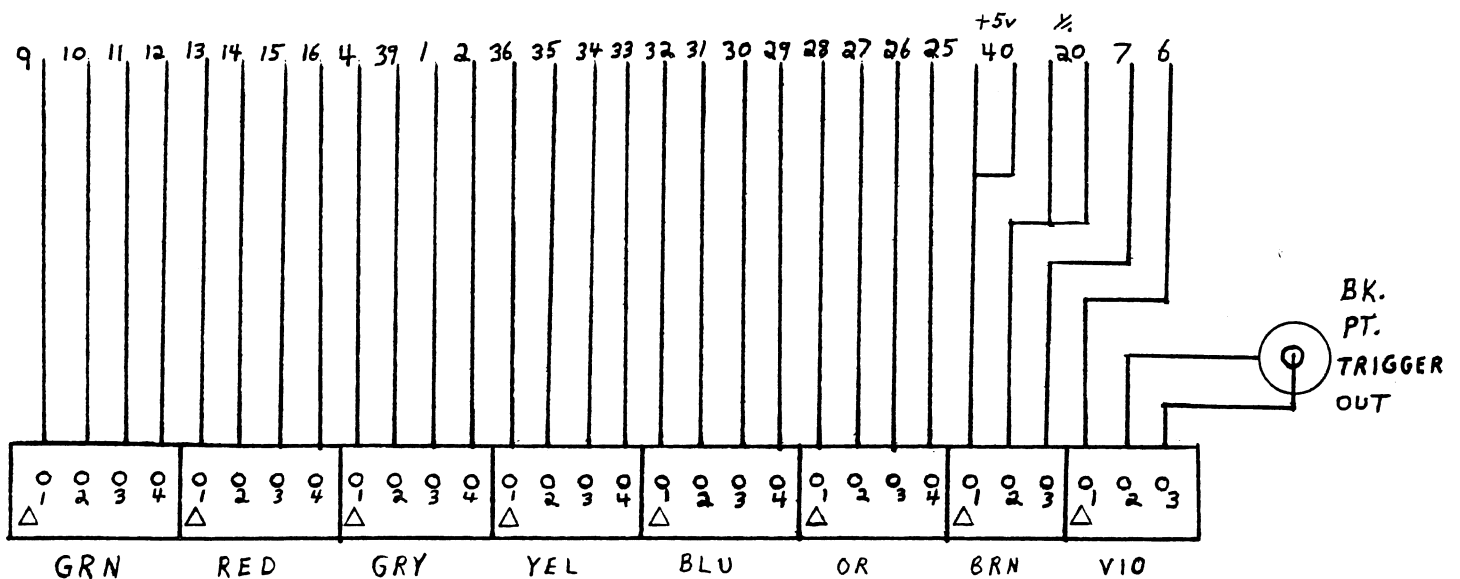 +5v
9 10 11 12 13 14 15 16 4 39 1 2 36 35 34 33 32 31 30 29 28 27 26 25 40 20 7 6
BK.
PT.
TRIGGER
OUT
1 2 3 4 1 2 3 4 1 2 3 4 1 2 3 4 1 2 3 4 1 2 3 4 1 2 3 1 2 3
GRN RED GRY YEL BLU OR BRN VIO